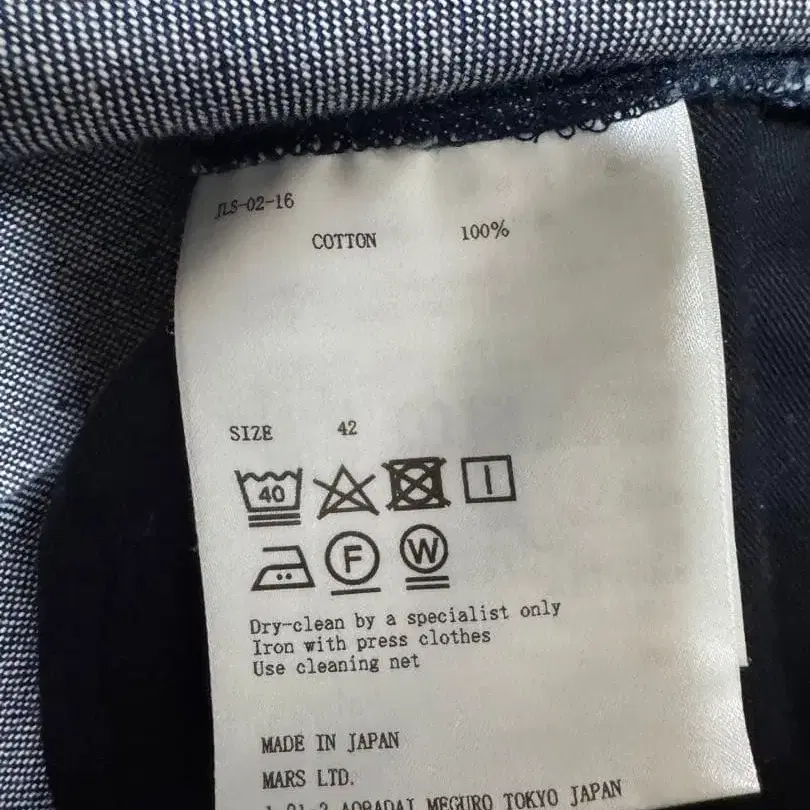 JLS-02-16
COTTON 100%
SIZE 42
40
F W
Dry-clean by a specialist only
Iron with press clothes
Use cleaning net
MADE IN JAPAN
MARS LTD.
AOBADAI MEGURO TOKYO JAPAN